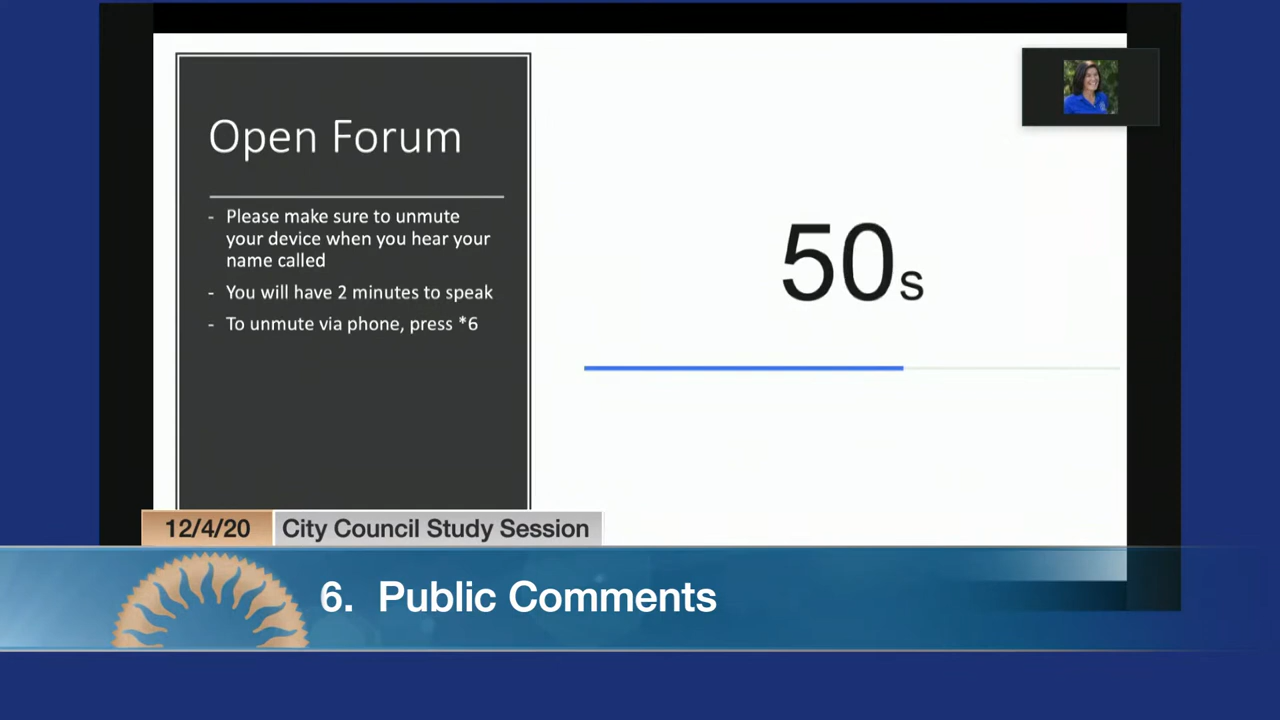 Open Forum
- Please make sure to unmute
your device when you hear your
name called
- You will have 2 minutes to speak
- To unmute via phone, press *6
50s
12/4/20 City Council Study Session
6. Public Comments